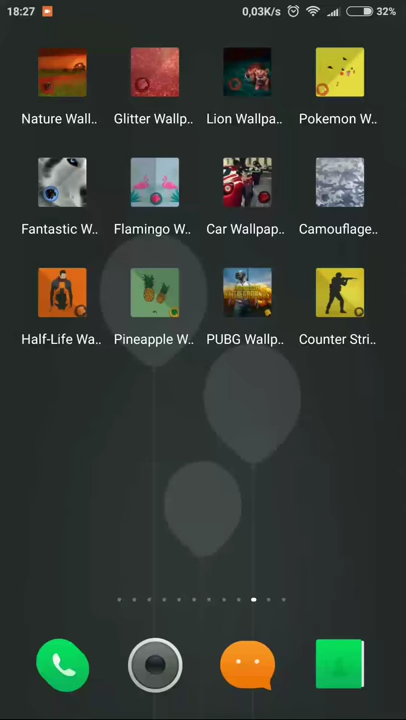 18:27 0,03K/s 32%
Nature Wall.. Glitter Wallp.. Lion Wallpa.. Pokemon W..
Fantastic W.. Flamingo W.. Car Wallpap.. Camouflage..
Half-Life Wa.. Pineapple W.. PUBG Wallp.. Counter Stri..